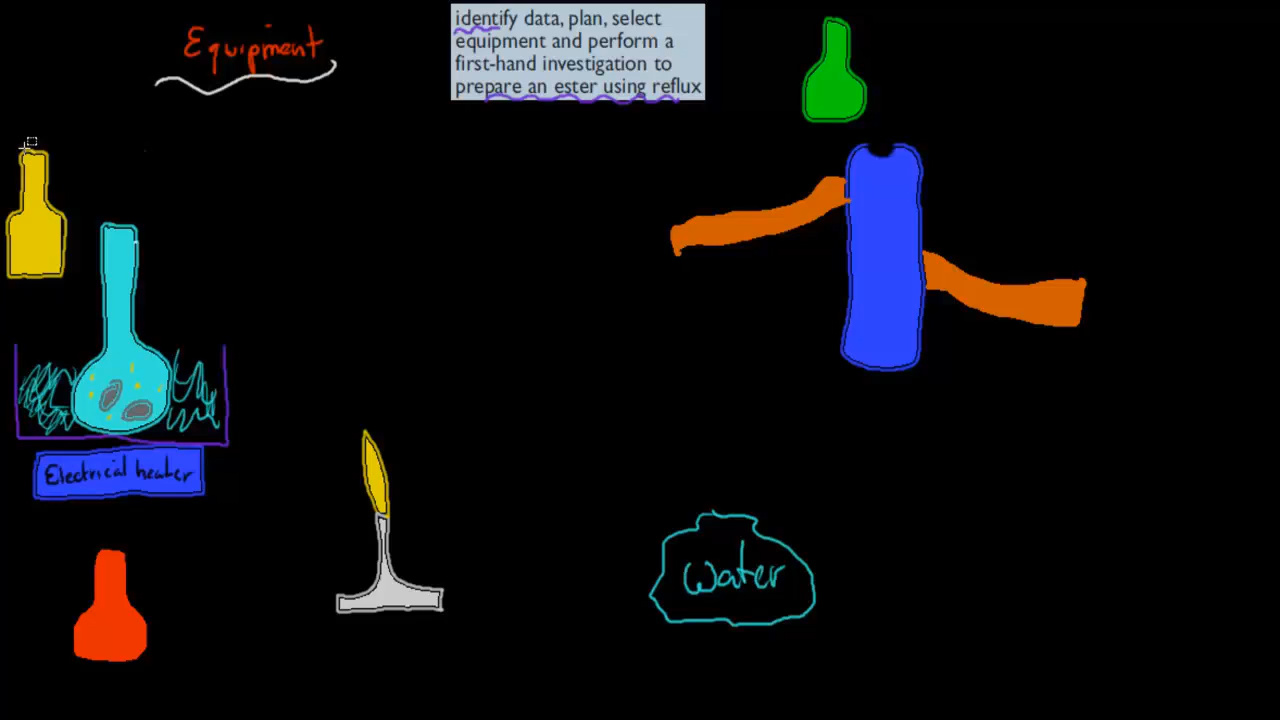 Equipment
identify data, plan, select
equipment and perform a
first-hand investigation to
prepare an ester using reflux
Electrical heater
water